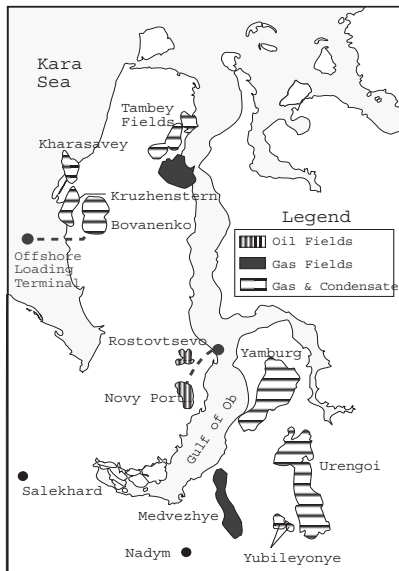 Kara
Sea
Tambey
Fields
Kharasavey
Kruzhenstern
Bovanenko
Legend
Oil Fields
Gas Fields
Gas & Condensate
Offshore
Loading
Terminal
Rostovtsevo
Yamburg
Novy Port
Gulf of Ob
Urengoi
Salekhard
Medvezhye
Nadym
Yubileyonye